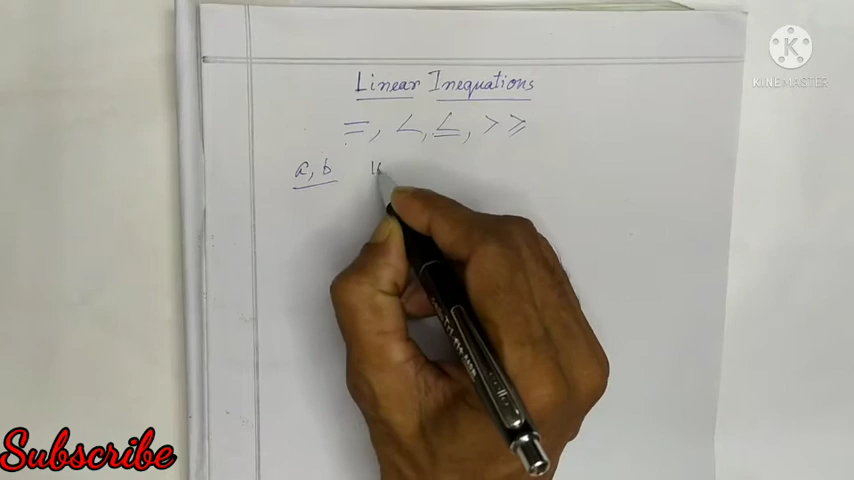 Linear Inequations
=, <, ≤, > ≥
a, b
K
KINEMASTER
Subscribe